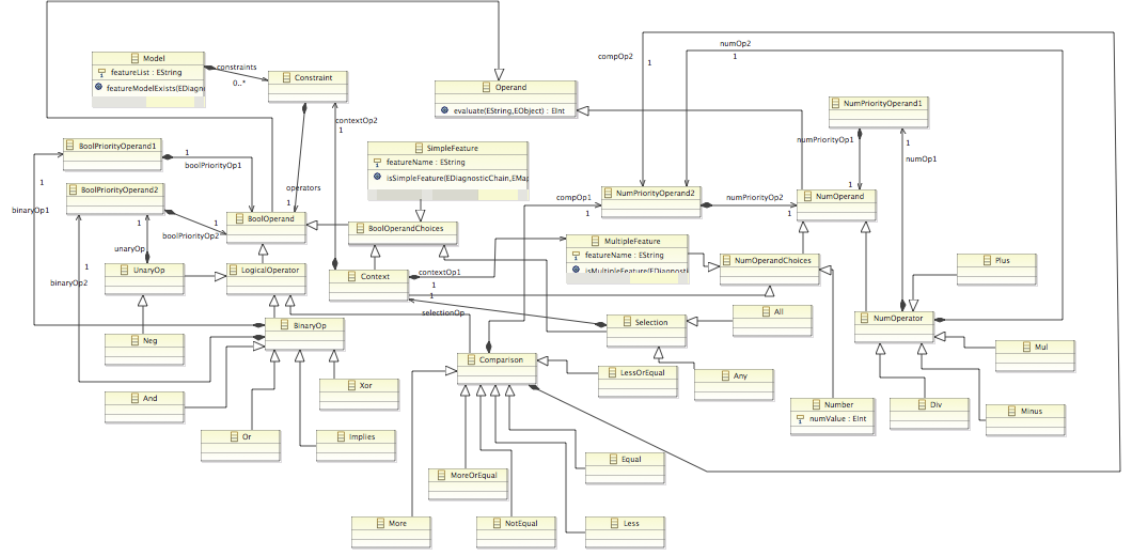 numOp2
compOp2
1
1
Model
featureList : EString
featureModelExists(EDiagn
constraints
0..*
Constraint
Operand
evaluate(EString,EObject) : EInt
NumPriorityOperand1
contextOp2
1
numPriorityOp1
1
numOp1
BoolPriorityOperand1
1
boolPriorityOp1
SimpleFeature
featureName : EString
isSimpleFeature(EDiagnosticChain,EMap
1
binaryOp1
BoolPriorityOperand2
operators
1
compOp1
1
NumPriorityOperand2
numPriorityOp2
1
1
NumOperand
1
1
boolPriorityOp2
BoolOperand
BoolOperandChoices
unaryOp
1
binaryOp2
UnaryOp
LogicalOperator
Context
contextOp1
1
1
selectionOp
MultipleFeature
featureName : EString
isMultipleFeature(EDiagnosti
NumOperandChoices
Plus
BinaryOp
Selection
All
NumOperator
Neg
Comparison
LessOrEqual
Any
Mul
And
Xor
Number
numValue : EInt
Div
Minus
Or
Implies
MoreOrEqual
Equal
More
NotEqual
Less